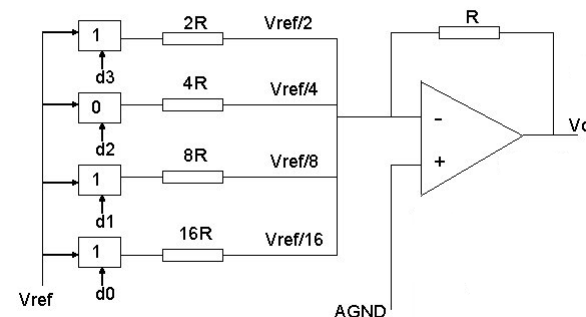 2R Vref/2 R
1
d3
4R Vref/4
0
d2
8R Vref/8
1
d1
16R Vref/16
1
d0
-
+
Vref
AGND